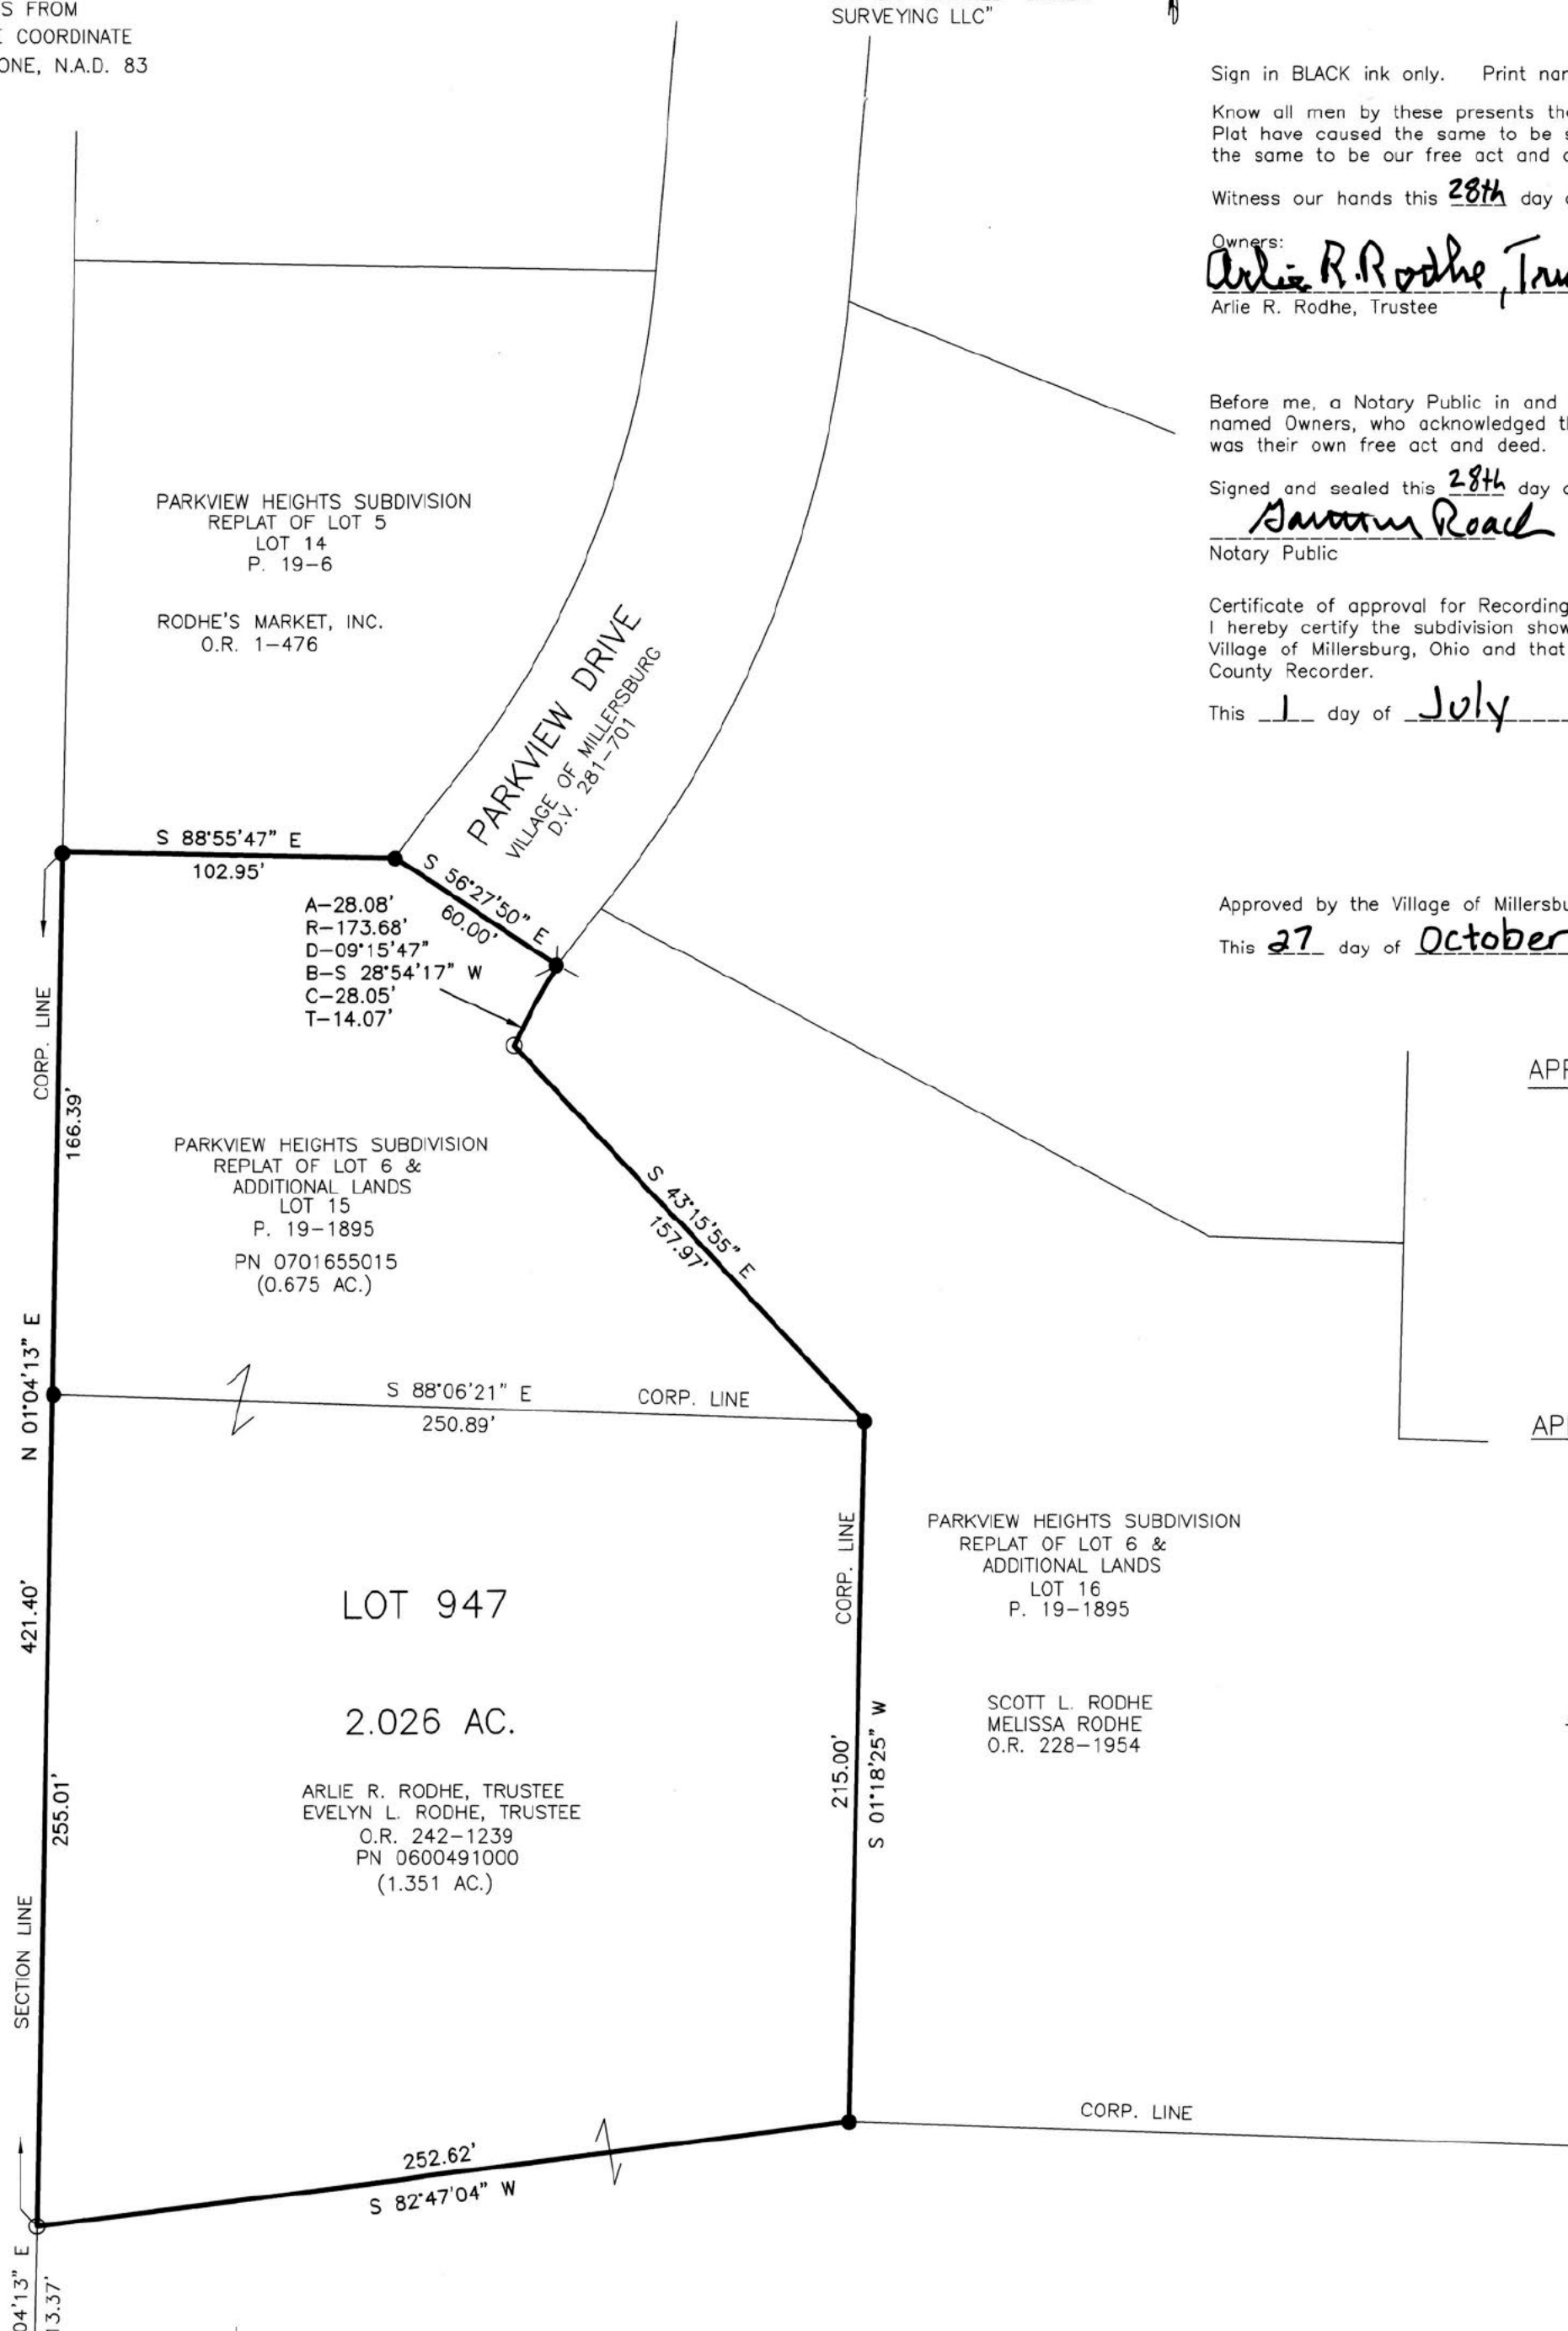 S FROM
E COORDINATE
ONE, N.A.D. 83
SURVEYING LLC"
Sign in BLACK ink only. Print nar
Know all men by these presents tha
Plat have caused the same to be s
the same to be our free act and d
Witness our hands this 28th day o
Owners:
Arlie R. Rodhe, Tru
Arlie R. Rodhe, Trustee
Before me, a Notary Public in and
named Owners, who acknowledged th
was their own free act and deed.
Signed and sealed this 28th day o
Roach
Notary Public
Certificate of approval for Recording
I hereby certify the subdivision show
Village of Millersburg, Ohio and that
County Recorder.
This 1 day of July
Approved by the Village of Millersbu
This 27 day of October
PARKVIEW HEIGHTS SUBDIVISION
REPLAT OF LOT 5
LOT 14
P. 19-6
RODHE'S MARKET, INC.
O.R. 1-476
PARKVIEW DRIVE
VILLAGE OF MILLERSBURG
D.V. 281-701
S 88°55'47" E
102.95'
S 56°27'50" E
60.00'
A-28.08'
R-173.68'
D-09°15'47"
B-S 28°54'17" W
C-28.05'
T-14.07'
CORP. LINE
166.39'
PARKVIEW HEIGHTS SUBDIVISION
REPLAT OF LOT 6 &
ADDITIONAL LANDS
LOT 15
P. 19-1895
PN 0701655015
(0.675 AC.)
S 43°15'55" E
157.97'
N 01°04'13" E
421.40'
S 88°06'21" E
CORP. LINE
250.89'
LOT 947
2.026 AC.
ARLIE R. RODHE, TRUSTEE
EVELYN L. RODHE, TRUSTEE
O.R. 242-1239
PN 0600491000
(1.351 AC.)
CORP. LINE
215.00'
S 01°18'25" W
PARKVIEW HEIGHTS SUBDIVISION
REPLAT OF LOT 6 &
ADDITIONAL LANDS
LOT 16
P. 19-1895
SCOTT L. RODHE
MELISSA RODHE
O.R. 228-1954
255.01'
SECTION LINE
252.62'
S 82°47'04" W
CORP. LINE
04'13" E
13.37'